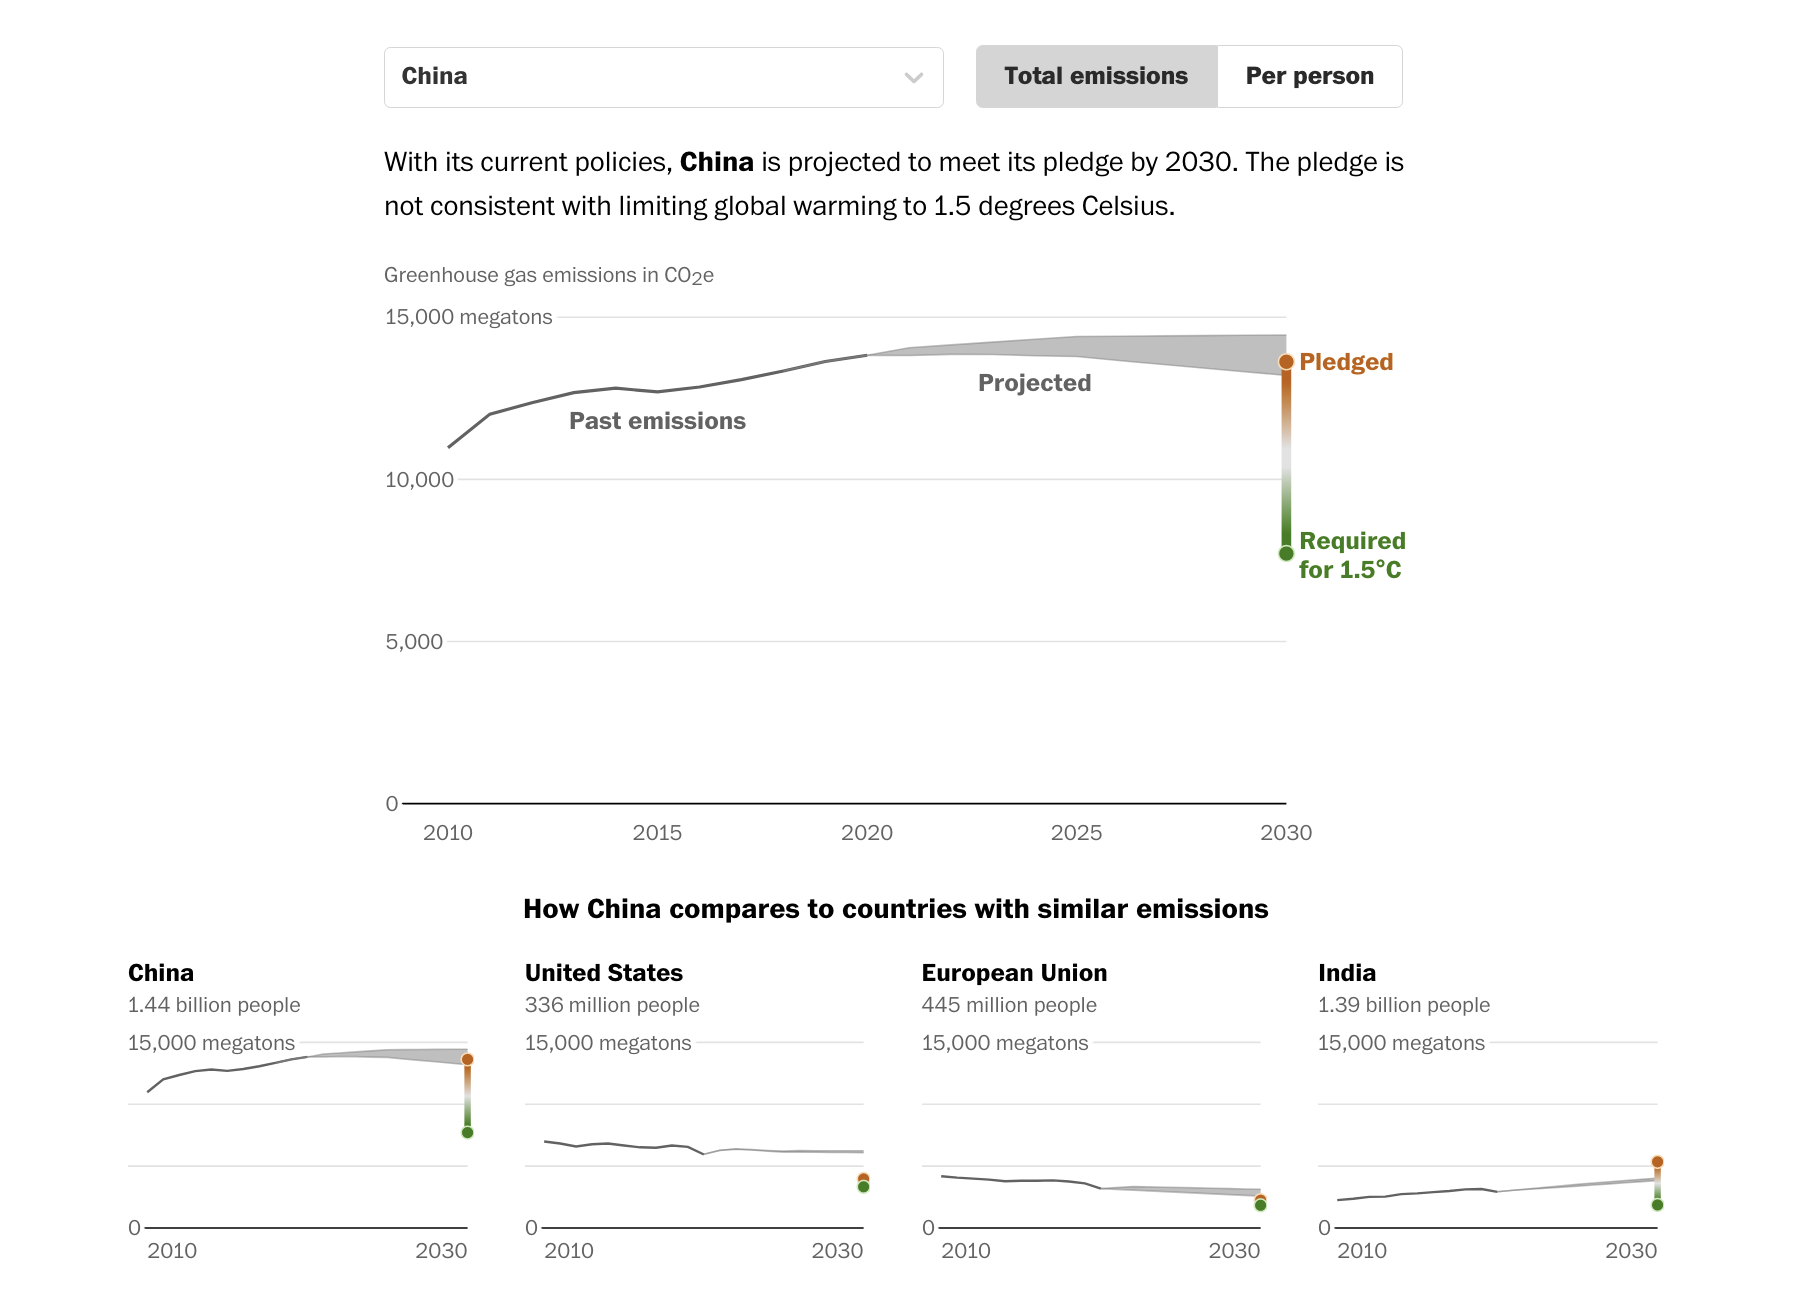 China
Total emissions
Per person
With its current policies, China is projected to meet its pledge by 2030. The pledge is
not consistent with limiting global warming to 1.5 degrees Celsius.
Greenhouse gas emissions in CO2e
15,000 megatons
Pledged
Projected
Past emissions
10,000
Required
for 1.5°C
5,000
0
2010 2015 2020 2025 2030
How China compares to countries with similar emissions
China
1.44 billion people
15,000 megatons
0
2010 2030
United States
336 million people
15,000 megatons
0
2010 2030
European Union
445 million people
15,000 megatons
0
2010 2030
India
1.39 billion people
15,000 megatons
0
2010 2030